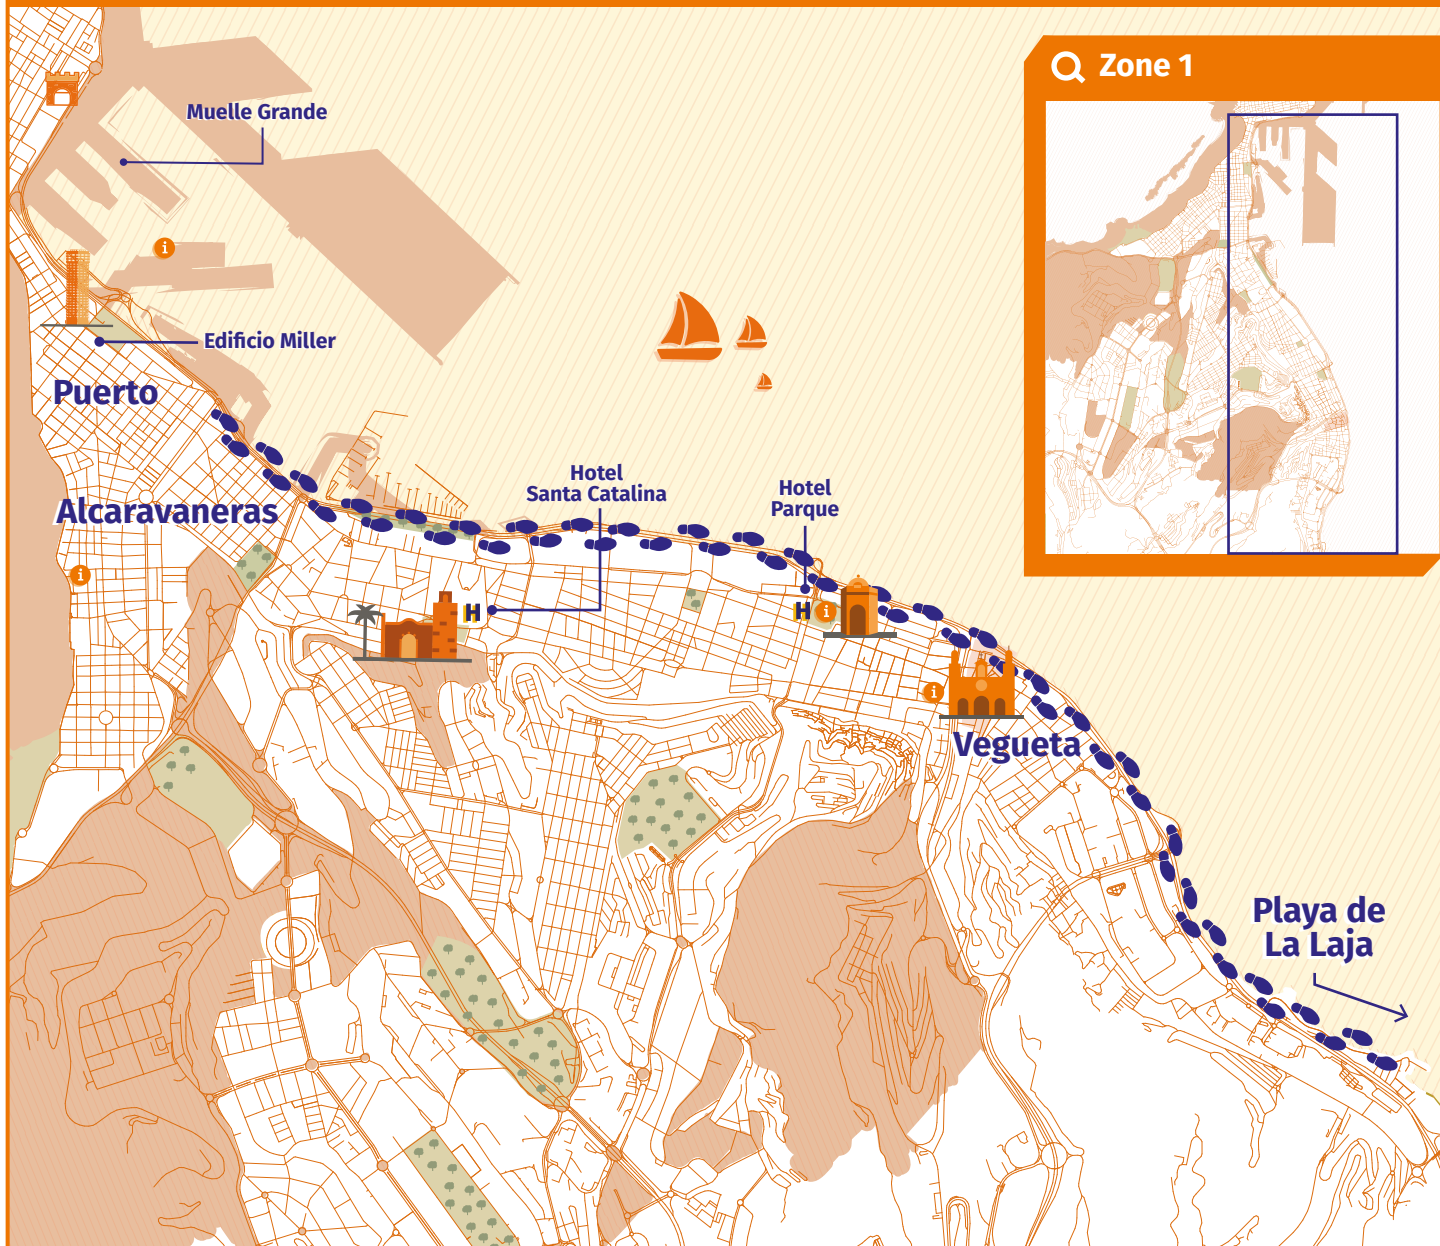 Zone 1
Muelle Grande
i
Edificio Miller
Puerto
Hotel
Santa Catalina
Hotel
Parque
Alcaravaneras
i
H
H
i
i
Vegueta
Playa de
La Laja